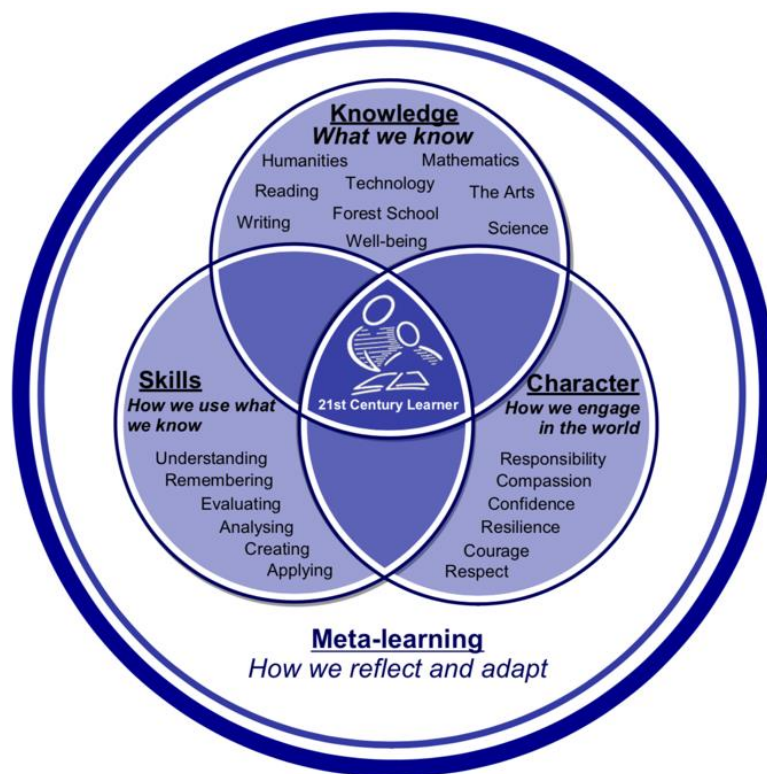 Knowledge
What we know
Humanities
Mathematics
Reading
Technology
The Arts
Writing
Forest School
Science
Well-being
21st Century Learner
Skills
How we use what
we know
Understanding
Remembering
Evaluating
Analysing
Creating
Applying
Character
How we engage
in the world
Responsibility
Compassion
Confidence
Resilience
Courage
Respect
Meta-learning
How we reflect and adapt